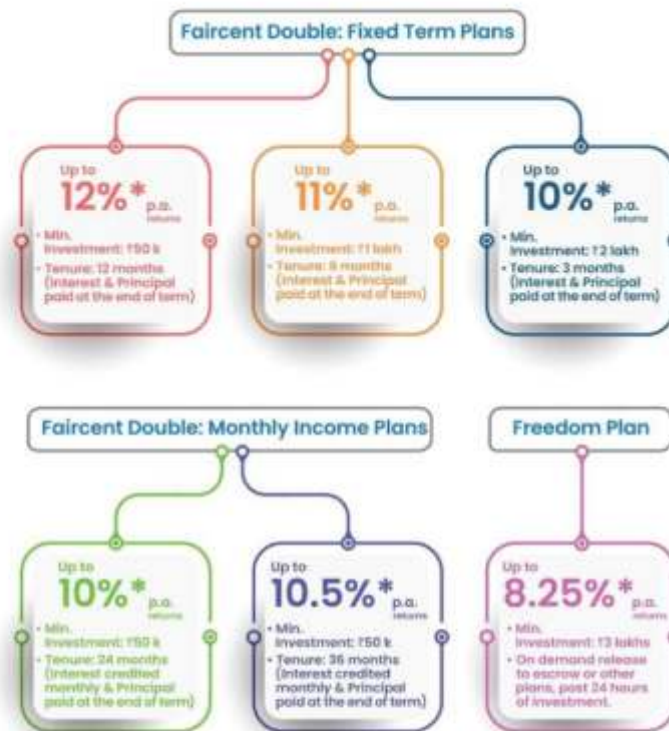 Faircent Double: Fixed Term Plans
Up to
12%* p.a.
returns
• Min.
Investment: ₹50 k
• Tenure: 12 months
(Interest & Principal
paid at the end of term)
Up to
11%* p.a.
returns
• Min.
Investment: ₹1 lakh
• Tenure: 6 months
(Interest & Principal
paid at the end of term)
Up to
10%* p.a.
returns
• Min.
Investment: ₹2 lakh
• Tenure: 3 months
(Interest & Principal
paid at the end of term)
Faircent Double: Monthly Income Plans
Up to
10%* p.a.
returns
• Min.
Investment: ₹50 k
• Tenure: 24 months
(Interest credited
monthly & Principal
paid at the end of term)
Up to
10.5%* p.a.
returns
• Min.
Investment: ₹50 k
• Tenure: 36 months
(Interest credited
monthly & Principal
paid at the end of term)
Freedom Plan
Up to
8.25%* p.a.
returns
• Min.
Investment: ₹3 lakhs
• On demand release
to escrow or other
plans, post 24 hours
of investment.